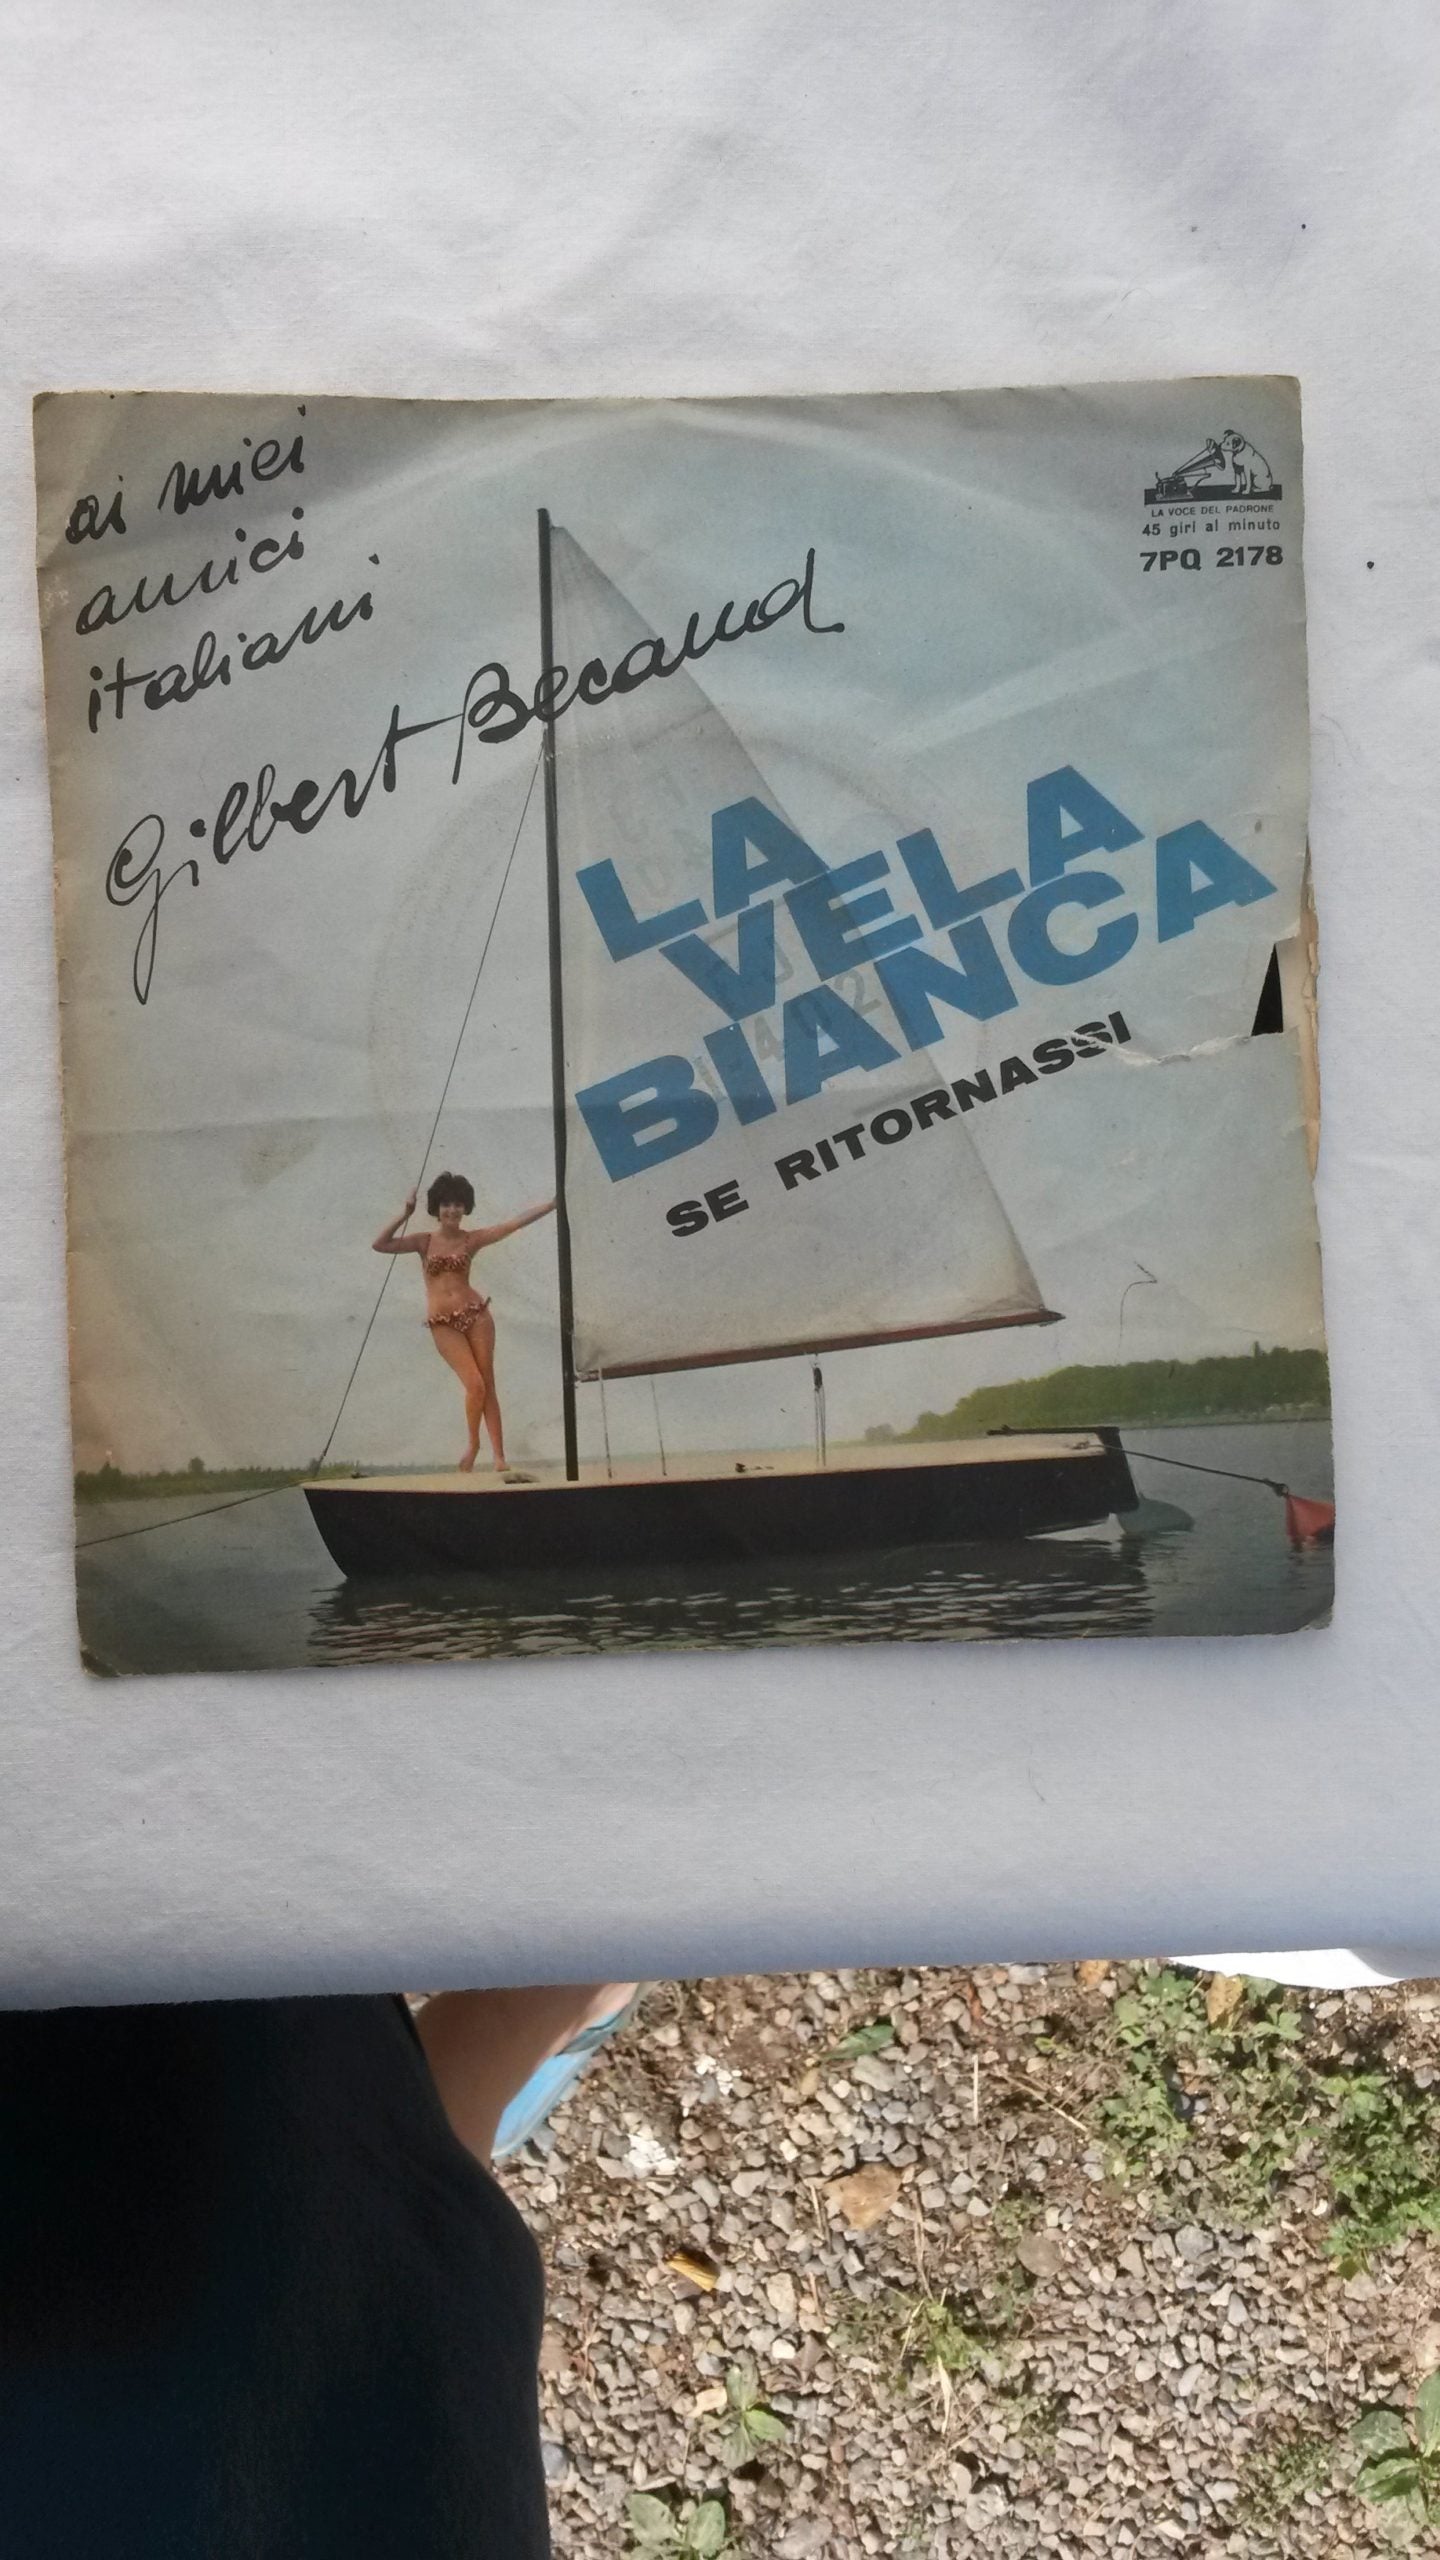 ai miei
amici
italiani
Gilbert Becaud
LA VOCE DEL PADRONE
45 giri al minuto
7PQ 2178
LA
VELA
BIANCA
SE RITORNASSI